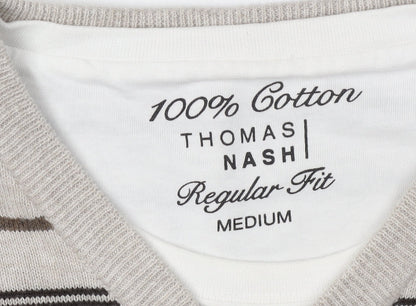 100% Cotton
THOMAS
NASH
Regular Fit
MEDIUM